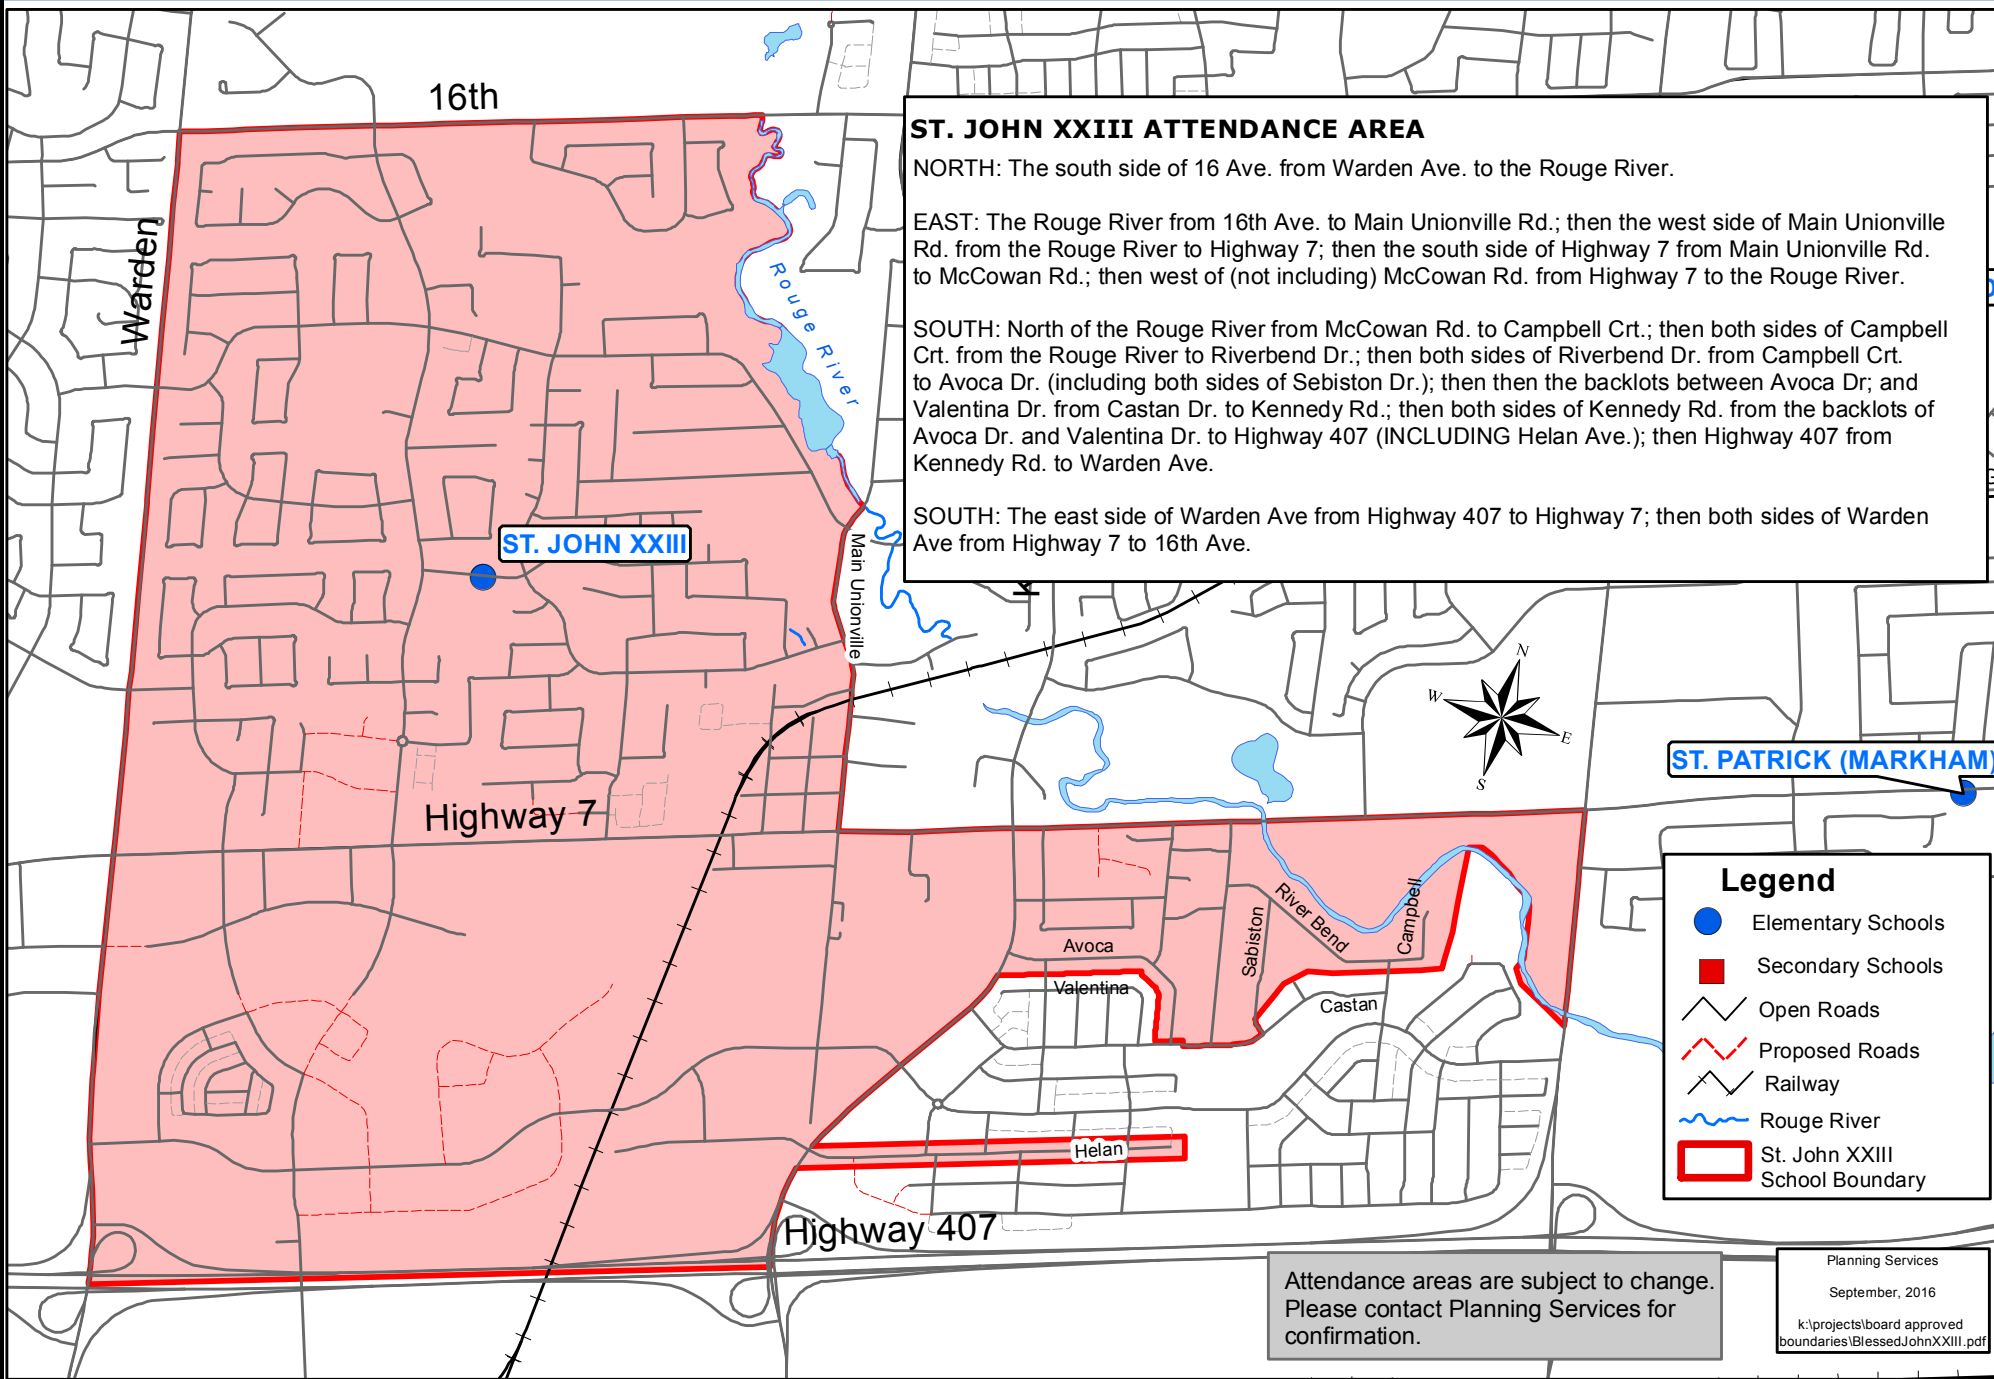 16th
ST. JOHN XXIII ATTENDANCE AREA
NORTH: The south side of 16 Ave. from Warden Ave. to the Rouge River.
EAST: The Rouge River from 16th Ave. to Main Unionville Rd.; then the west side of Main Unionville
Rd. from the Rouge River to Highway 7; then the south side of Highway 7 from Main Unionville Rd.
to McCowan Rd.; then west of (not including) McCowan Rd. from Highway 7 to the Rouge River.
SOUTH: North of the Rouge River from McCowan Rd. to Campbell Crt.; then both sides of Campbell
Crt. from the Rouge River to Riverbend Dr.; then both sides of Riverbend Dr. from Campbell Crt.
to Avoca Dr. (including both sides of Sebiston Dr.); then then the backlots between Avoca Dr; and
Valentina Dr. from Castan Dr. to Kennedy Rd.; then both sides of Kennedy Rd. from the backlots of
Avoca Dr. and Valentina Dr. to Highway 407 (INCLUDING Helan Ave.); then Highway 407 from
Kennedy Rd. to Warden Ave.
SOUTH: The east side of Warden Ave from Highway 407 to Highway 7; then both sides of Warden
Ave from Highway 7 to 16th Ave.
Warden
Rouge River
ST. JOHN XXIII
Main Unionville
N
W
E
S
ST. PATRICK (MARKHAM)
Highway 7
River Bend
Campbell
Sabiston
Avoca
Valentina
Castan
Helan
Highway 407
Legend
Elementary Schools
Secondary Schools
Open Roads
Proposed Roads
Railway
Rouge River
St. John XXIII
School Boundary
Attendance areas are subject to change.
Please contact Planning Services for
confirmation.
Planning Services
September, 2016
k:\projects\board approved
boundaries\BlessedJohnXXIII.pdf